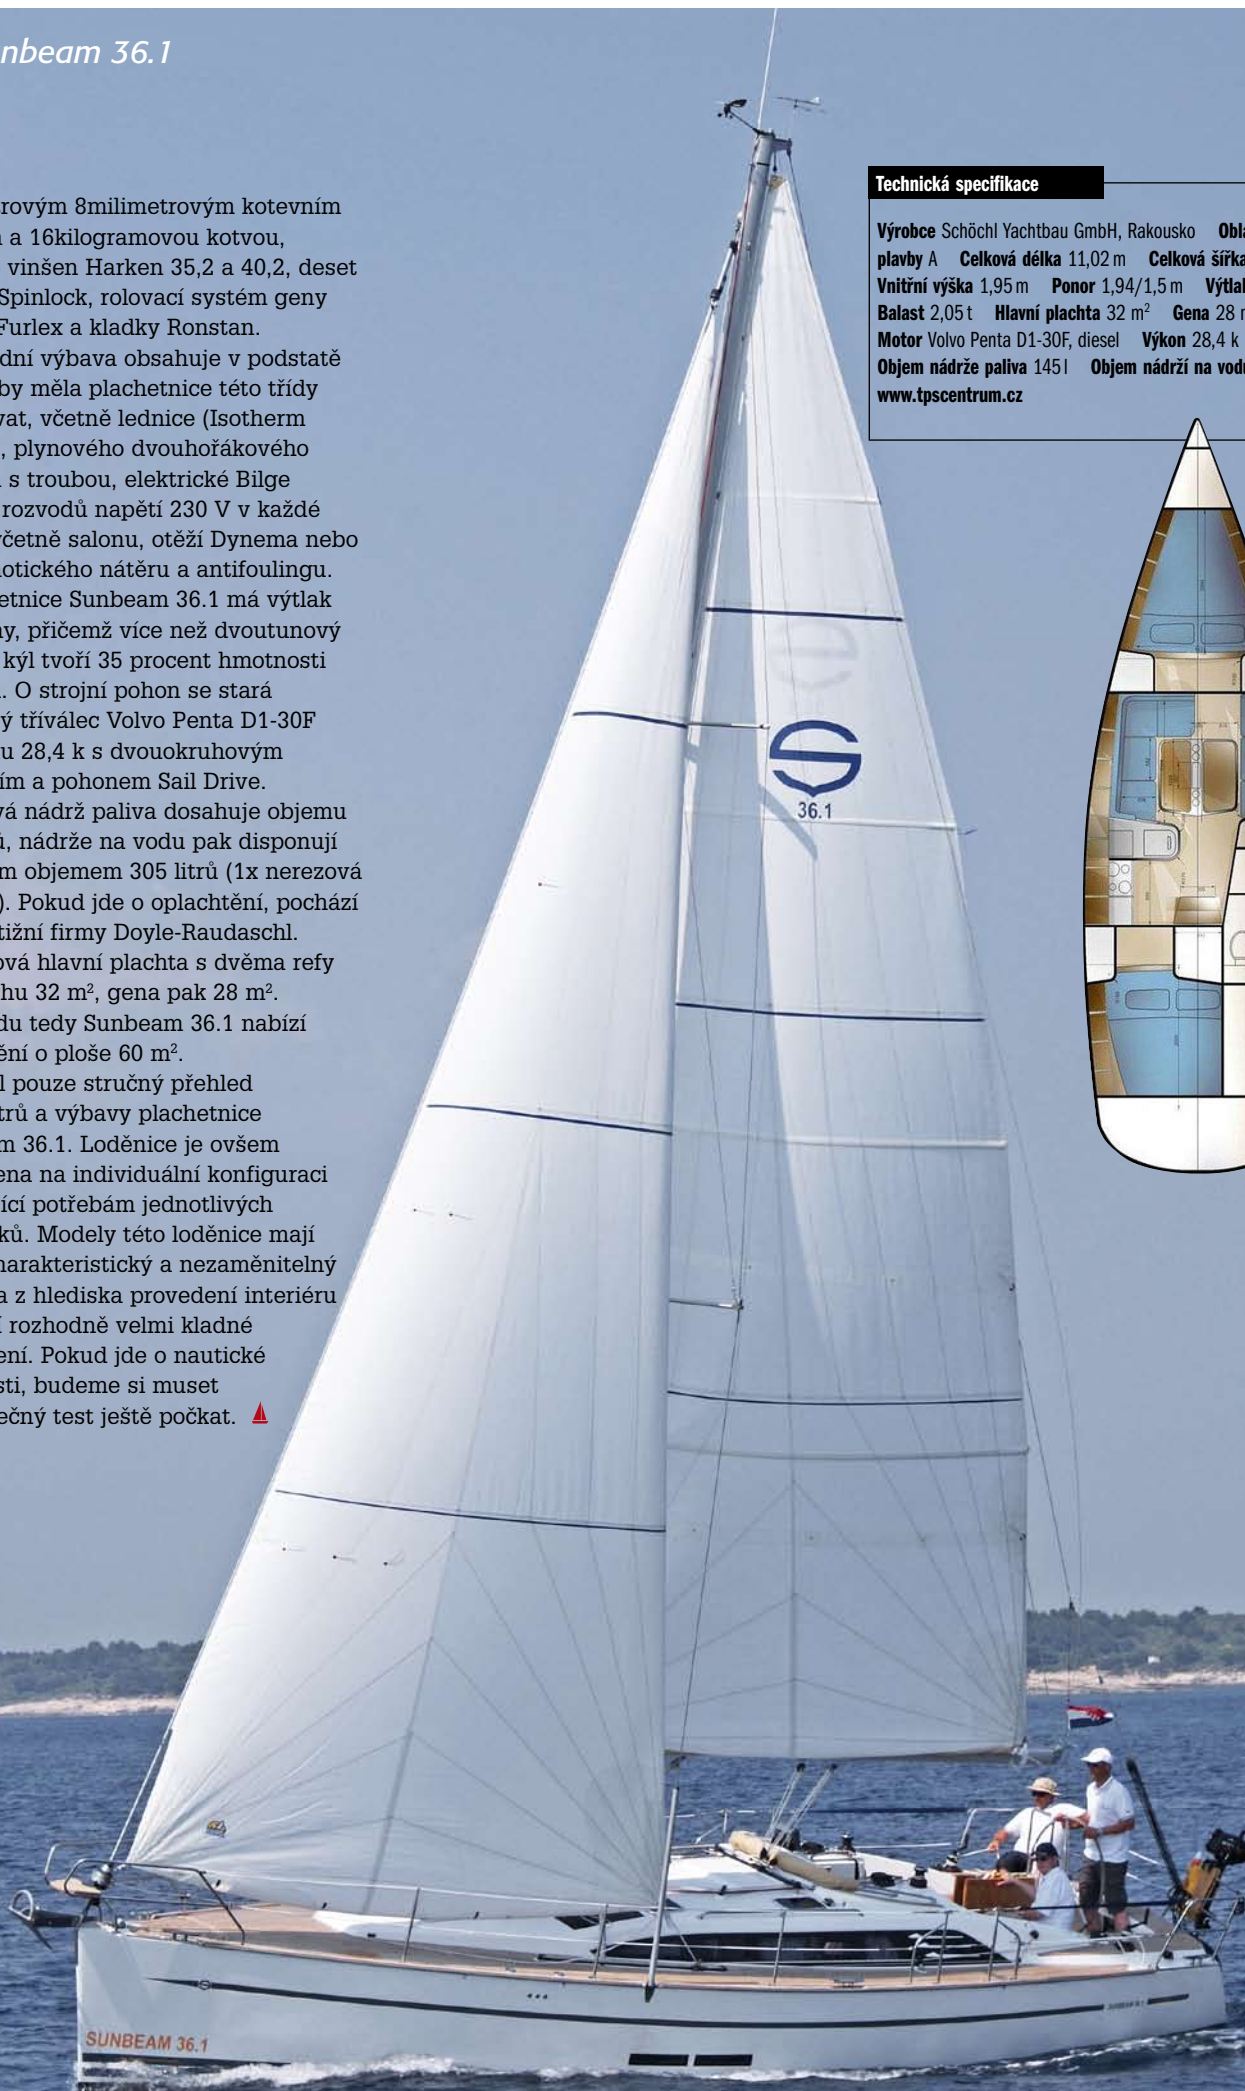 nbeam 36.1
rovým 8milimetrovým kotevním
a 16kilogramovou kotvou,
vinšen Harken 35,2 a 40,2, deset
Spinlock, rolovací systém geny
Furlex a kladky Ronstan.
dní výbava obsahuje v podstatě
by měla plachetnice této třídy
vat, včetně lednice (Isotherm
, plynového dvouhořákového
s troubou, elektrické Bilge
rozvodů napětí 230 V v každé
včetně salonu, otěží Dynema nebo
otického nátěru a antifoulingu.
etnice Sunbeam 36.1 má výtlak
ny, přičemž více než dvoutunový
kýl tvoří 35 procent hmotnosti
. O strojní pohon se stará
ý tříválec Volvo Penta D1-30F
u 28,4 k s dvouokruhovým
ím a pohonem Sail Drive.
vá nádrž paliva dosahuje objemu
ů, nádrže na vodu pak disponují
m objemem 305 litrů (1x nerezová
). Pokud jde o oplachtění, pochází
tižní firmy Doyle-Raudaschl.
ová hlavní plachta s dvěma refy
hu 32 m², gena pak 28 m².
du tedy Sunbeam 36.1 nabízí
ění o ploše 60 m².
l pouze stručný přehled
trů a výbavy plachetnice
m 36.1. Loděnice je ovšem
ena na individuální konfiguraci
ící potřebám jednotlivých
ků. Modely této loděnice mají
harakteristický a nezaměnitelný
a z hlediska provedení interiéru
í rozhodně velmi kladné
ení. Pokud jde o nautické
sti, budeme si muset
ečný test ještě počkat.
Technická specifikace
Výrobce Schöchl Yachtbau GmbH, Rakousko Obla
plavby A Celková délka 11,02 m Celková šířka
Vnitřní výška 1,95 m Ponor 1,94/1,5 m Výtlak
Balast 2,05 t Hlavní plachta 32 m² Gena 28 m
Motor Volvo Penta D1-30F, diesel Výkon 28,4 k
Objem nádrže paliva 145 l Objem nádrží na vodu
www.tpscentrum.cz
36.1
SUNBEAM 36.1
SUNBEAM 36.1